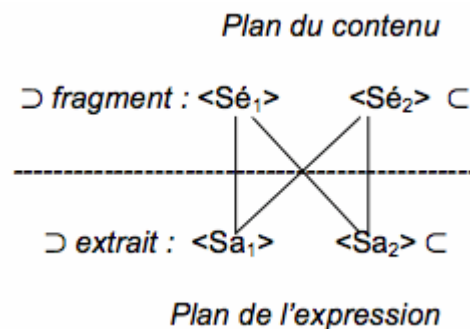 Plan du contenu
⊃ fragment : <Sé₁> <Sé₂> ⊂
⊃ extrait : <Sa₁> <Sa₂> ⊂
Plan de l'expression